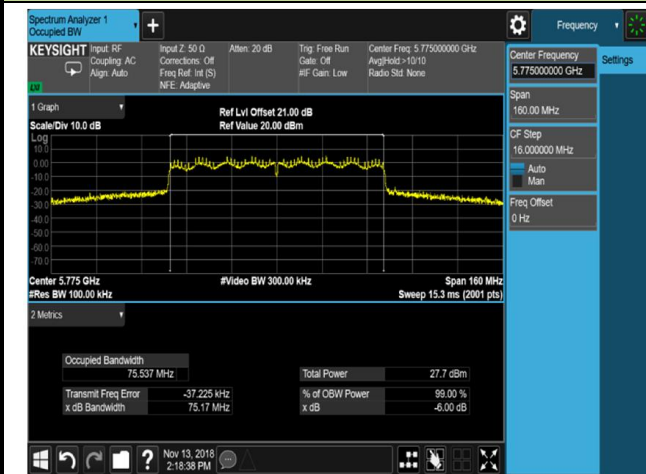 Spectrum Analyzer 1
Occupied BW
Frequency
KEYSIGHT
Input: RF
Coupling: AC
Align: Auto
Input Z: 50 Ω
Corrections: Off
Freq Ref: Int (S)
NFE: Adaptive
Atten: 20 dB
Trig: Free Run
Gate: Off
#IF Gain: Low
Center Freq: 5.775000000 GHz
Avg|Hold:>10/10
Radio Std: None
Center Frequency
5.775000000 GHz
Settings
Span
160.00 MHz
CF Step
16.000000 MHz
Auto
Man
Freq Offset
0 Hz
1 Graph
Scale/Div 10.0 dB
Ref Lvl Offset 21.00 dB
Ref Value 20.00 dBm
Log
10.0
0.00
-10.0
-20.0
-30.0
-40.0
-50.0
-60.0
-70.0
Center 5.775 GHz
#Video BW 300.00 kHz
Span 160 MHz
#Res BW 100.00 kHz
Sweep 15.3 ms (2001 pts)
2 Metrics
Occupied Bandwidth
75.537 MHz
Total Power 27.7 dBm
Transmit Freq Error -37.225 kHz
% of OBW Power 99.00 %
x dB Bandwidth 75.17 MHz
x dB -6.00 dB
?
Nov 13, 2018
2:18:38 PM